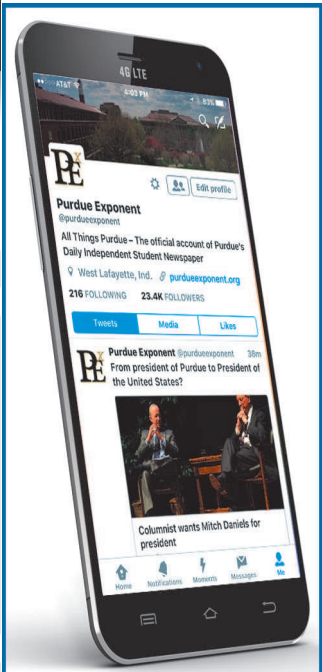 4G LTE
AT&T 4:03 PM 83%
PE
Edit profile
Purdue Exponent
@purdueexponent
All Things Purdue – The official account of Purdue's
Daily Independent Student Newspaper
West Lafayette, Ind. purdueexponent.org
216 FOLLOWING 23.4K FOLLOWERS
Tweets Media Likes
PE
Purdue Exponent @purdueexponent 38m
From president of Purdue to President of
the United States?
Columnist wants Mitch Daniels for
president
Home Notifications Moments Messages Me